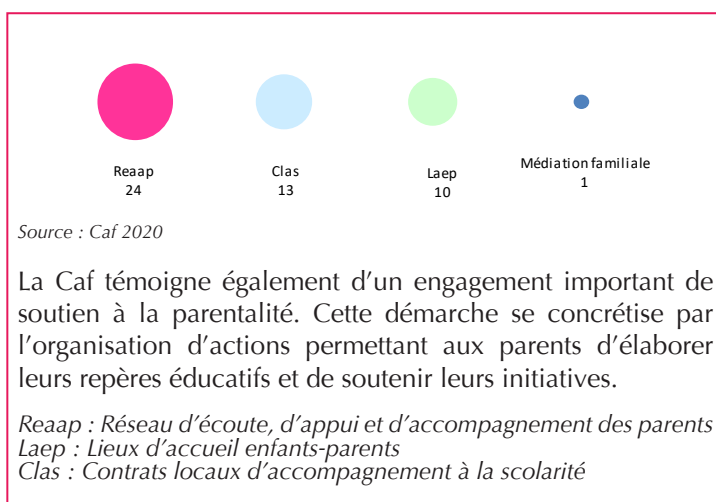 Reaap
24
Clas
13
Laep
10
Médiation familiale
1
Source : Caf 2020
La Caf témoigne également d’un engagement important de
soutien à la parentalité. Cette démarche se concrétise par
l’organisation d’actions permettant aux parents d’élaborer
leurs repères éducatifs et de soutenir leurs initiatives.
Reaap : Réseau d’écoute, d’appui et d’accompagnement des parents
Laep : Lieux d’accueil enfants-parents
Clas : Contrats locaux d’accompagnement à la scolarité